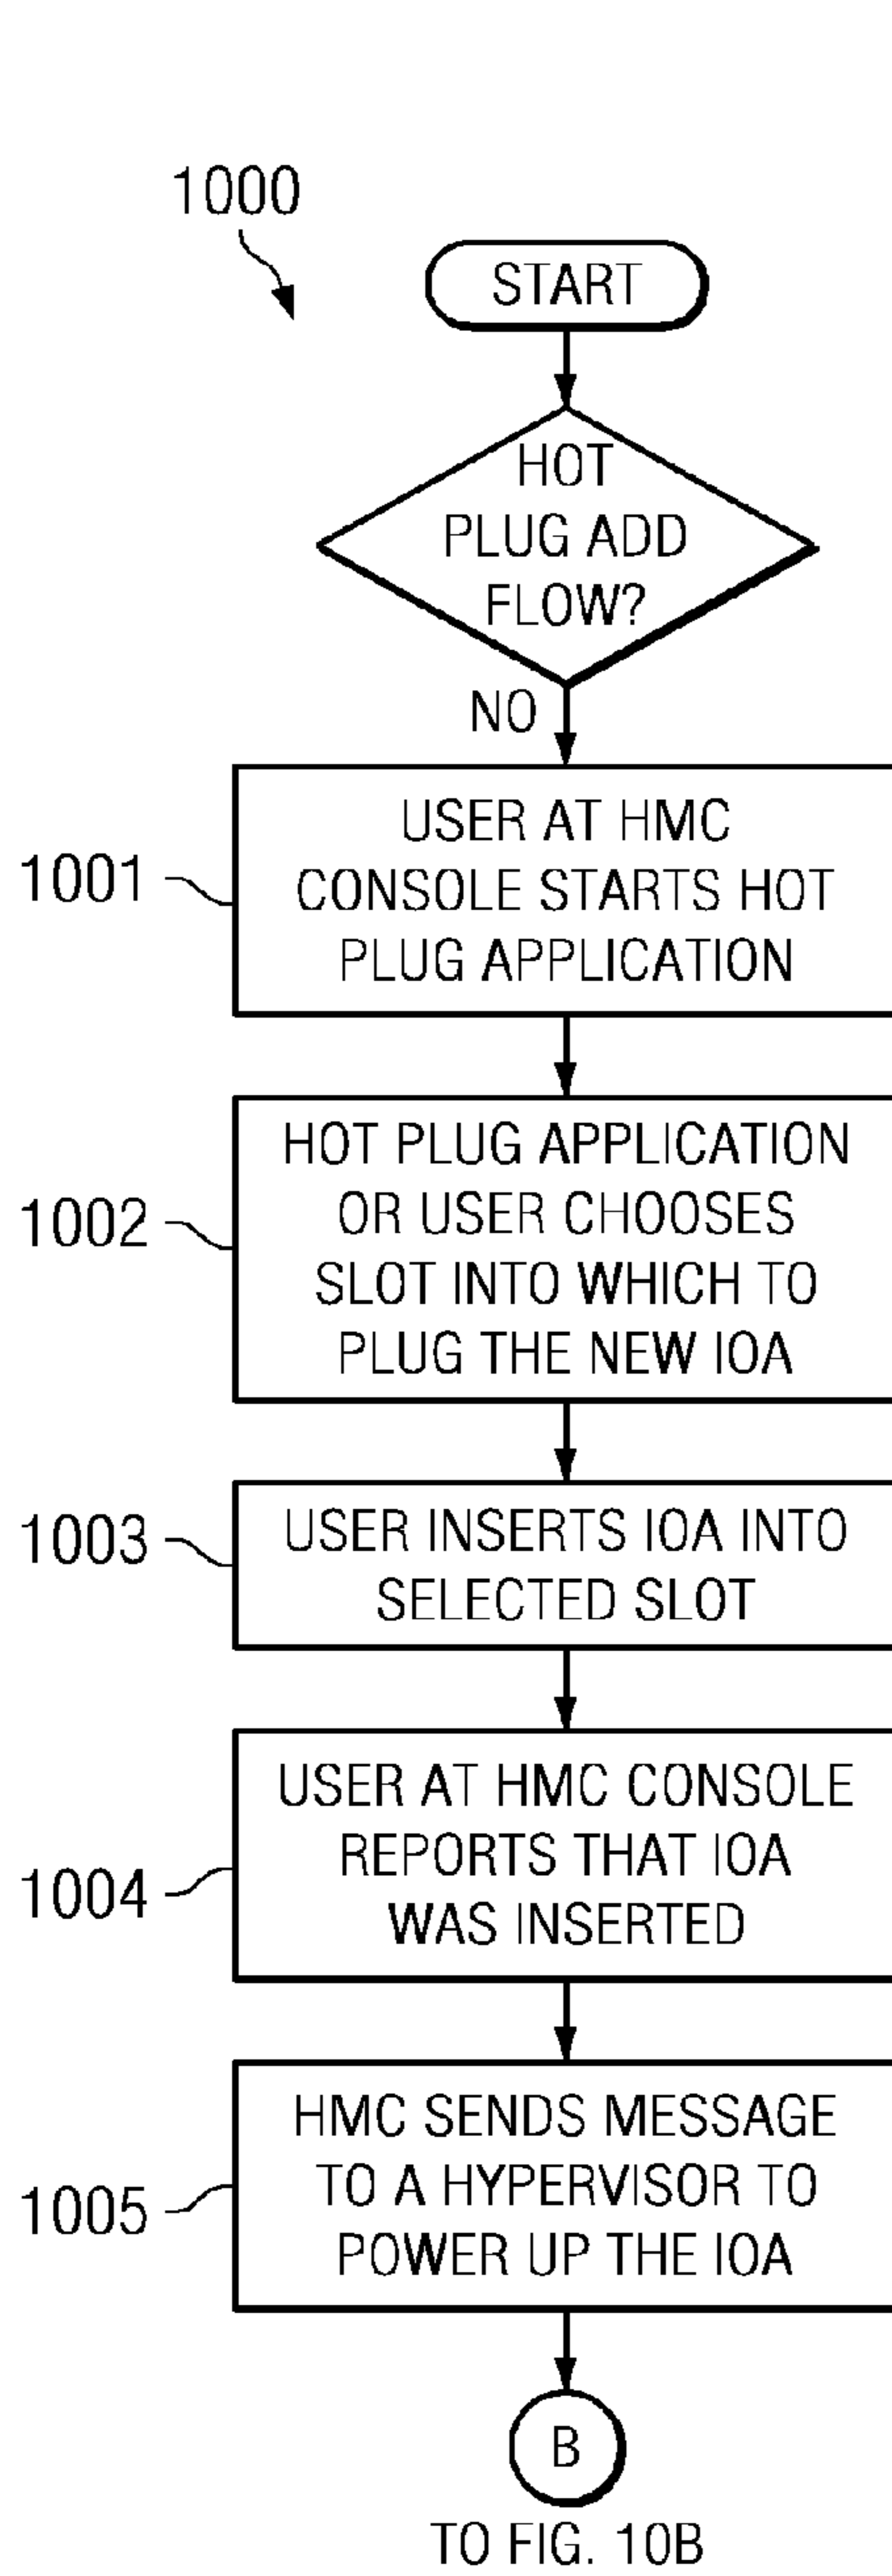 1000
START
HOT
PLUG ADD
FLOW?
NO
1001
USER AT HMC
CONSOLE STARTS HOT
PLUG APPLICATION
1002
HOT PLUG APPLICATION
OR USER CHOOSES
SLOT INTO WHICH TO
PLUG THE NEW IOA
1003
USER INSERTS IOA INTO
SELECTED SLOT
1004
USER AT HMC CONSOLE
REPORTS THAT IOA
WAS INSERTED
1005
HMC SENDS MESSAGE
TO A HYPERVISOR TO
POWER UP THE IOA
B
TO FIG. 10B